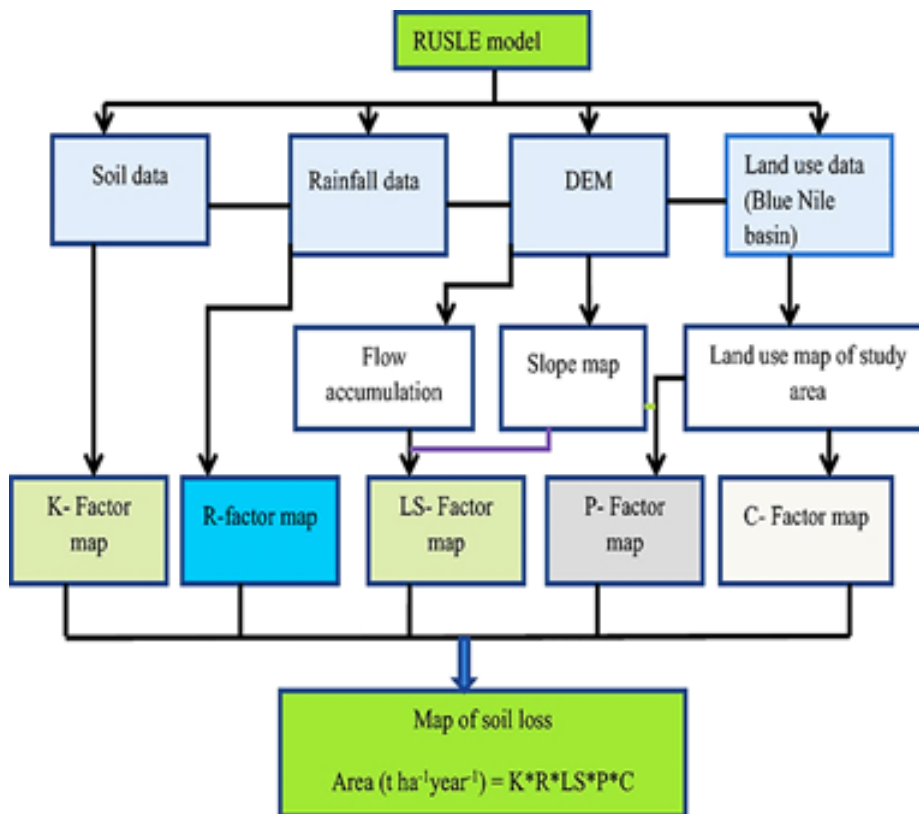 RUSLE model
Soil data
Rainfall data
DEM
Land use data
(Blue Nile
basin)
Flow
accumulation
Slope map
Land use map of study
area
K- Factor
map
R-factor map
LS- Factor
map
P- Factor
map
C- Factor map
Map of soil loss
Area (t ha⁻¹year⁻¹) = K*R*LS*P*C